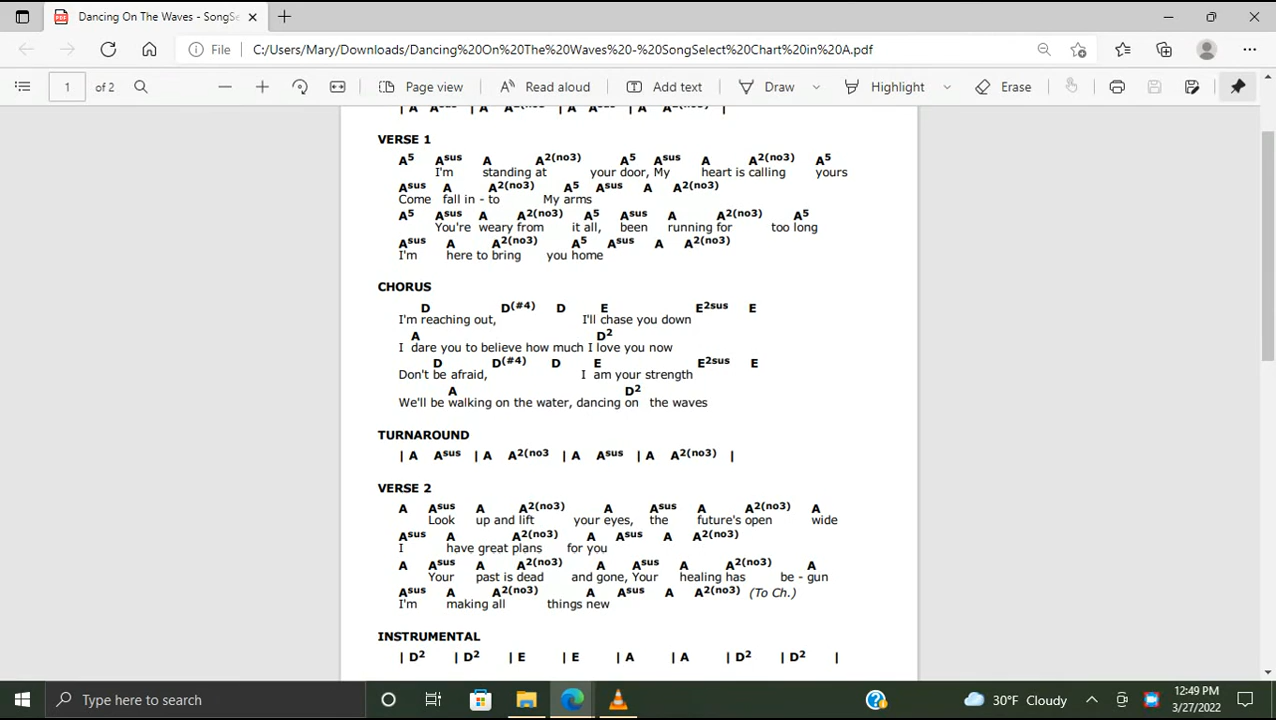 Dancing On The Waves - SongSe
File C:/Users/Mary/Downloads/Dancing%20On%20The%20Waves%20-%20SongSelect%20Chart%20in%20A.pdf
1 of 2 Page view Read aloud Add text Draw Highlight Erase
| A Asus | A A2(no3) | A Asus | A A2(no3) |
VERSE 1
A5 Asus A A2(no3) A5 Asus A A2(no3) A5
I'm standing at your door, My heart is calling yours
Asus A A2(no3) A5 Asus A A2(no3)
Come fall in - to My arms
A5 Asus A A2(no3) A5 Asus A A2(no3) A5
You're weary from it all, been running for too long
Asus A A2(no3) A5 Asus A A2(no3)
I'm here to bring you home
CHORUS
D D(#4) D E E2sus E
I'm reaching out, I'll chase you down
A D2
I dare you to believe how much I love you now
D D(#4) D E E2sus E
Don't be afraid, I am your strength
A D2
We'll be walking on the water, dancing on the waves
TURNAROUND
| A Asus | A A2(no3 | A Asus | A A2(no3) |
VERSE 2
A Asus A A2(no3) A Asus A A2(no3) A
Look up and lift your eyes, the future's open wide
Asus A A2(no3) A Asus A A2(no3)
I have great plans for you
A Asus A A2(no3) A Asus A A2(no3) A
Your past is dead and gone, Your healing has be - gun
Asus A A2(no3) A Asus A A2(no3) (To Ch.)
I'm making all things new
INSTRUMENTAL
| D2 | D2 | E | E | A | A | D2 | D2 |
Type here to search
30°F Cloudy
12:49 PM
3/27/2022